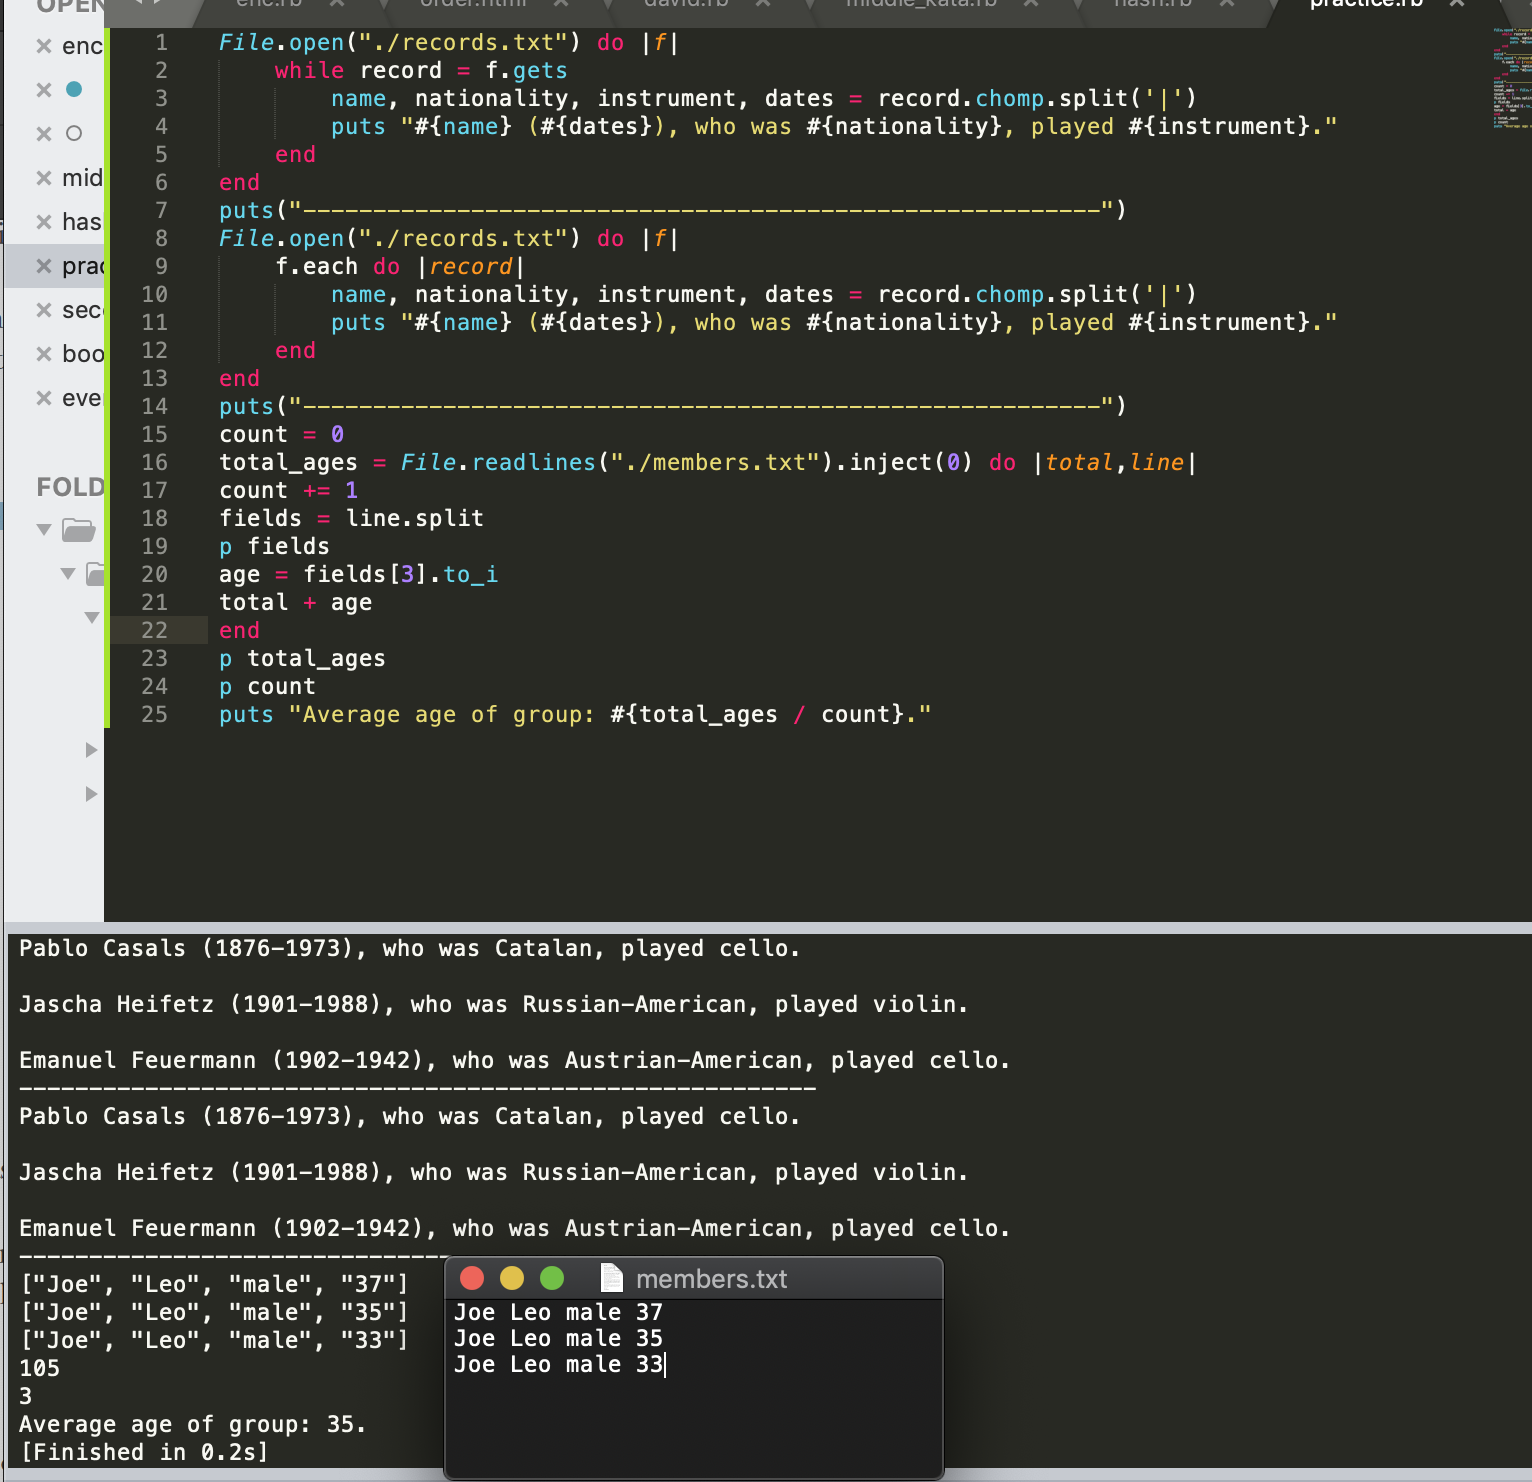 OPEN
enc.rb
order.html
david.rb
middle_kata.rb
hash.rb
practice.rb
enc
mid
has
prac
sec
boo
eve
FOLD
1 File.open("./records.txt") do |f|
2 while record = f.gets
3 name, nationality, instrument, dates = record.chomp.split('|')
4 puts "#{name} (#{dates}), who was #{nationality}, played #{instrument}."
5 end
6 end
7 puts("---------------------------------------------------------")
8 File.open("./records.txt") do |f|
9 f.each do |record|
10 name, nationality, instrument, dates = record.chomp.split('|')
11 puts "#{name} (#{dates}), who was #{nationality}, played #{instrument}."
12 end
13 end
14 puts("---------------------------------------------------------")
15 count = 0
16 total_ages = File.readlines("./members.txt").inject(0) do |total,line|
17 count += 1
18 fields = line.split
19 p fields
20 age = fields[3].to_i
21 total + age
22 end
23 p total_ages
24 p count
25 puts "Average age of group: #{total_ages / count}."
Pablo Casals (1876-1973), who was Catalan, played cello.
Jascha Heifetz (1901-1988), who was Russian-American, played violin.
Emanuel Feuermann (1902-1942), who was Austrian-American, played cello.
---------------------------------------------------------
Pablo Casals (1876-1973), who was Catalan, played cello.
Jascha Heifetz (1901-1988), who was Russian-American, played violin.
Emanuel Feuermann (1902-1942), who was Austrian-American, played cello.
-------------------------------
["Joe", "Leo", "male", "37"]
["Joe", "Leo", "male", "35"]
["Joe", "Leo", "male", "33"]
105
3
Average age of group: 35.
[Finished in 0.2s]
members.txt
Joe Leo male 37
Joe Leo male 35
Joe Leo male 33